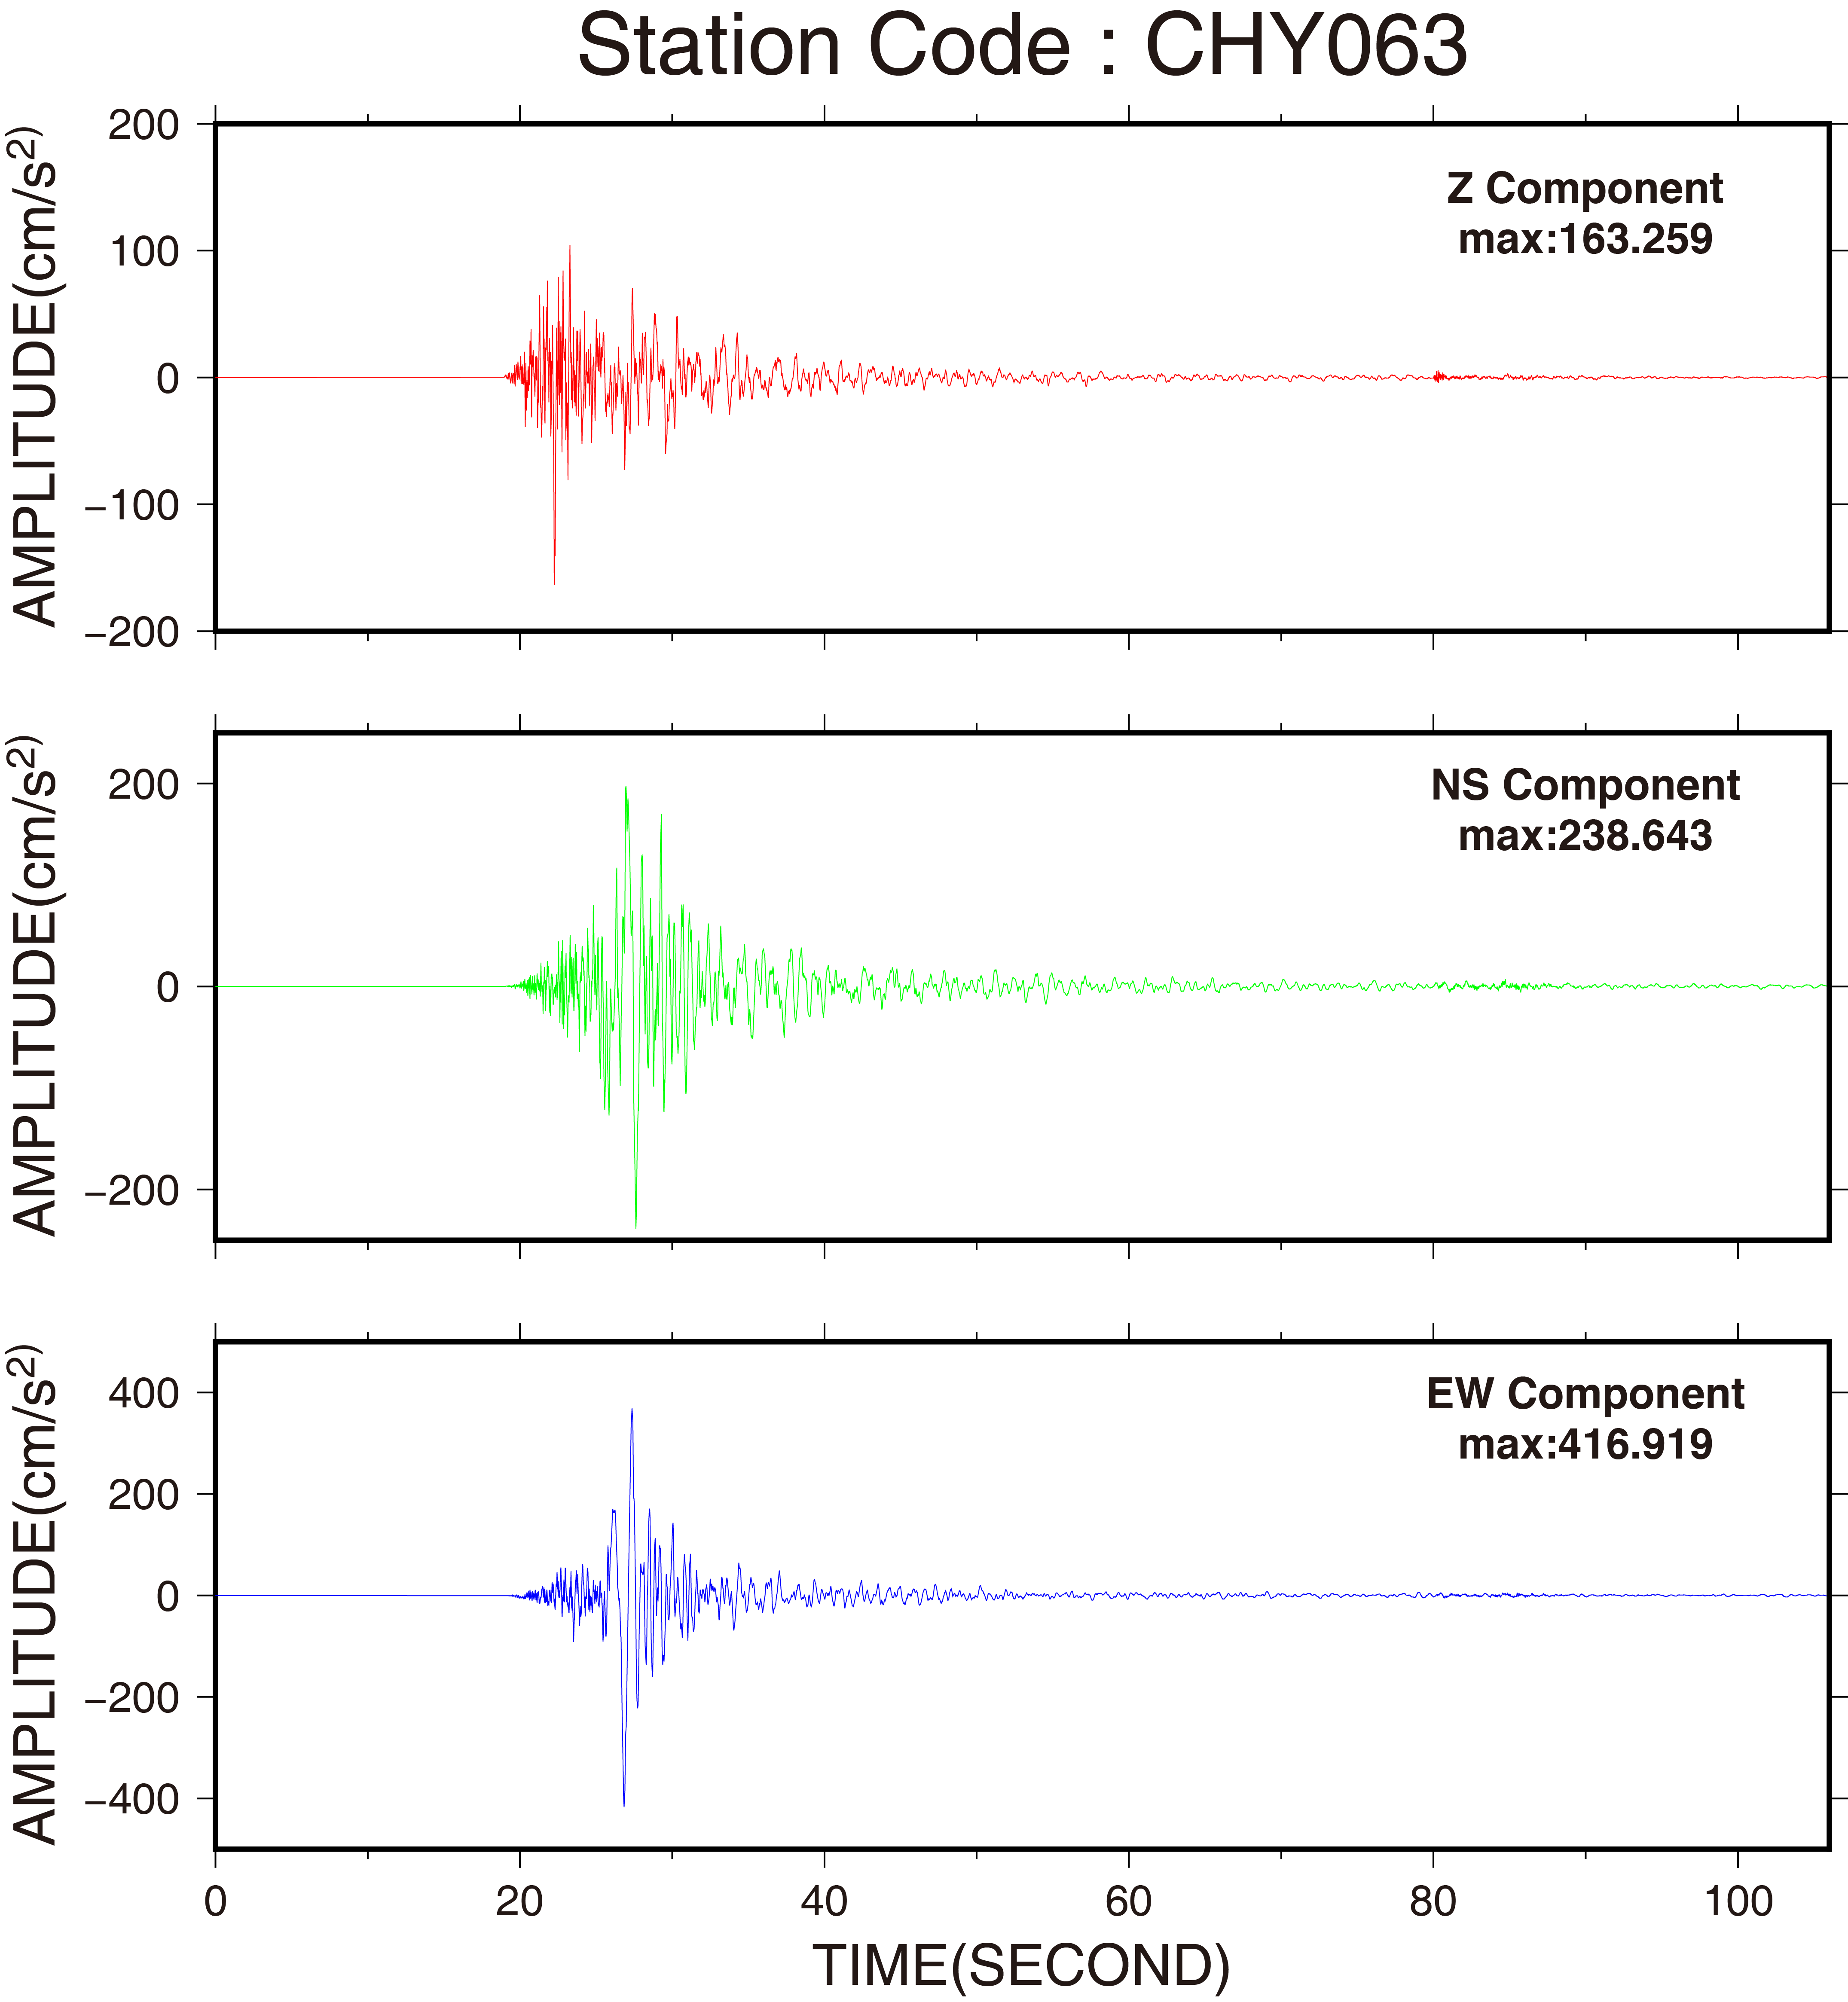 Station Code : CHY063
AMPLITUDE(cm/s²)
200
100
0
−100
−200
Z Component
max:163.259
AMPLITUDE(cm/s²)
200
0
−200
NS Component
max:238.643
AMPLITUDE(cm/s²)
400
200
0
−200
−400
EW Component
max:416.919
0 20 40 60 80 100
TIME(SECOND)